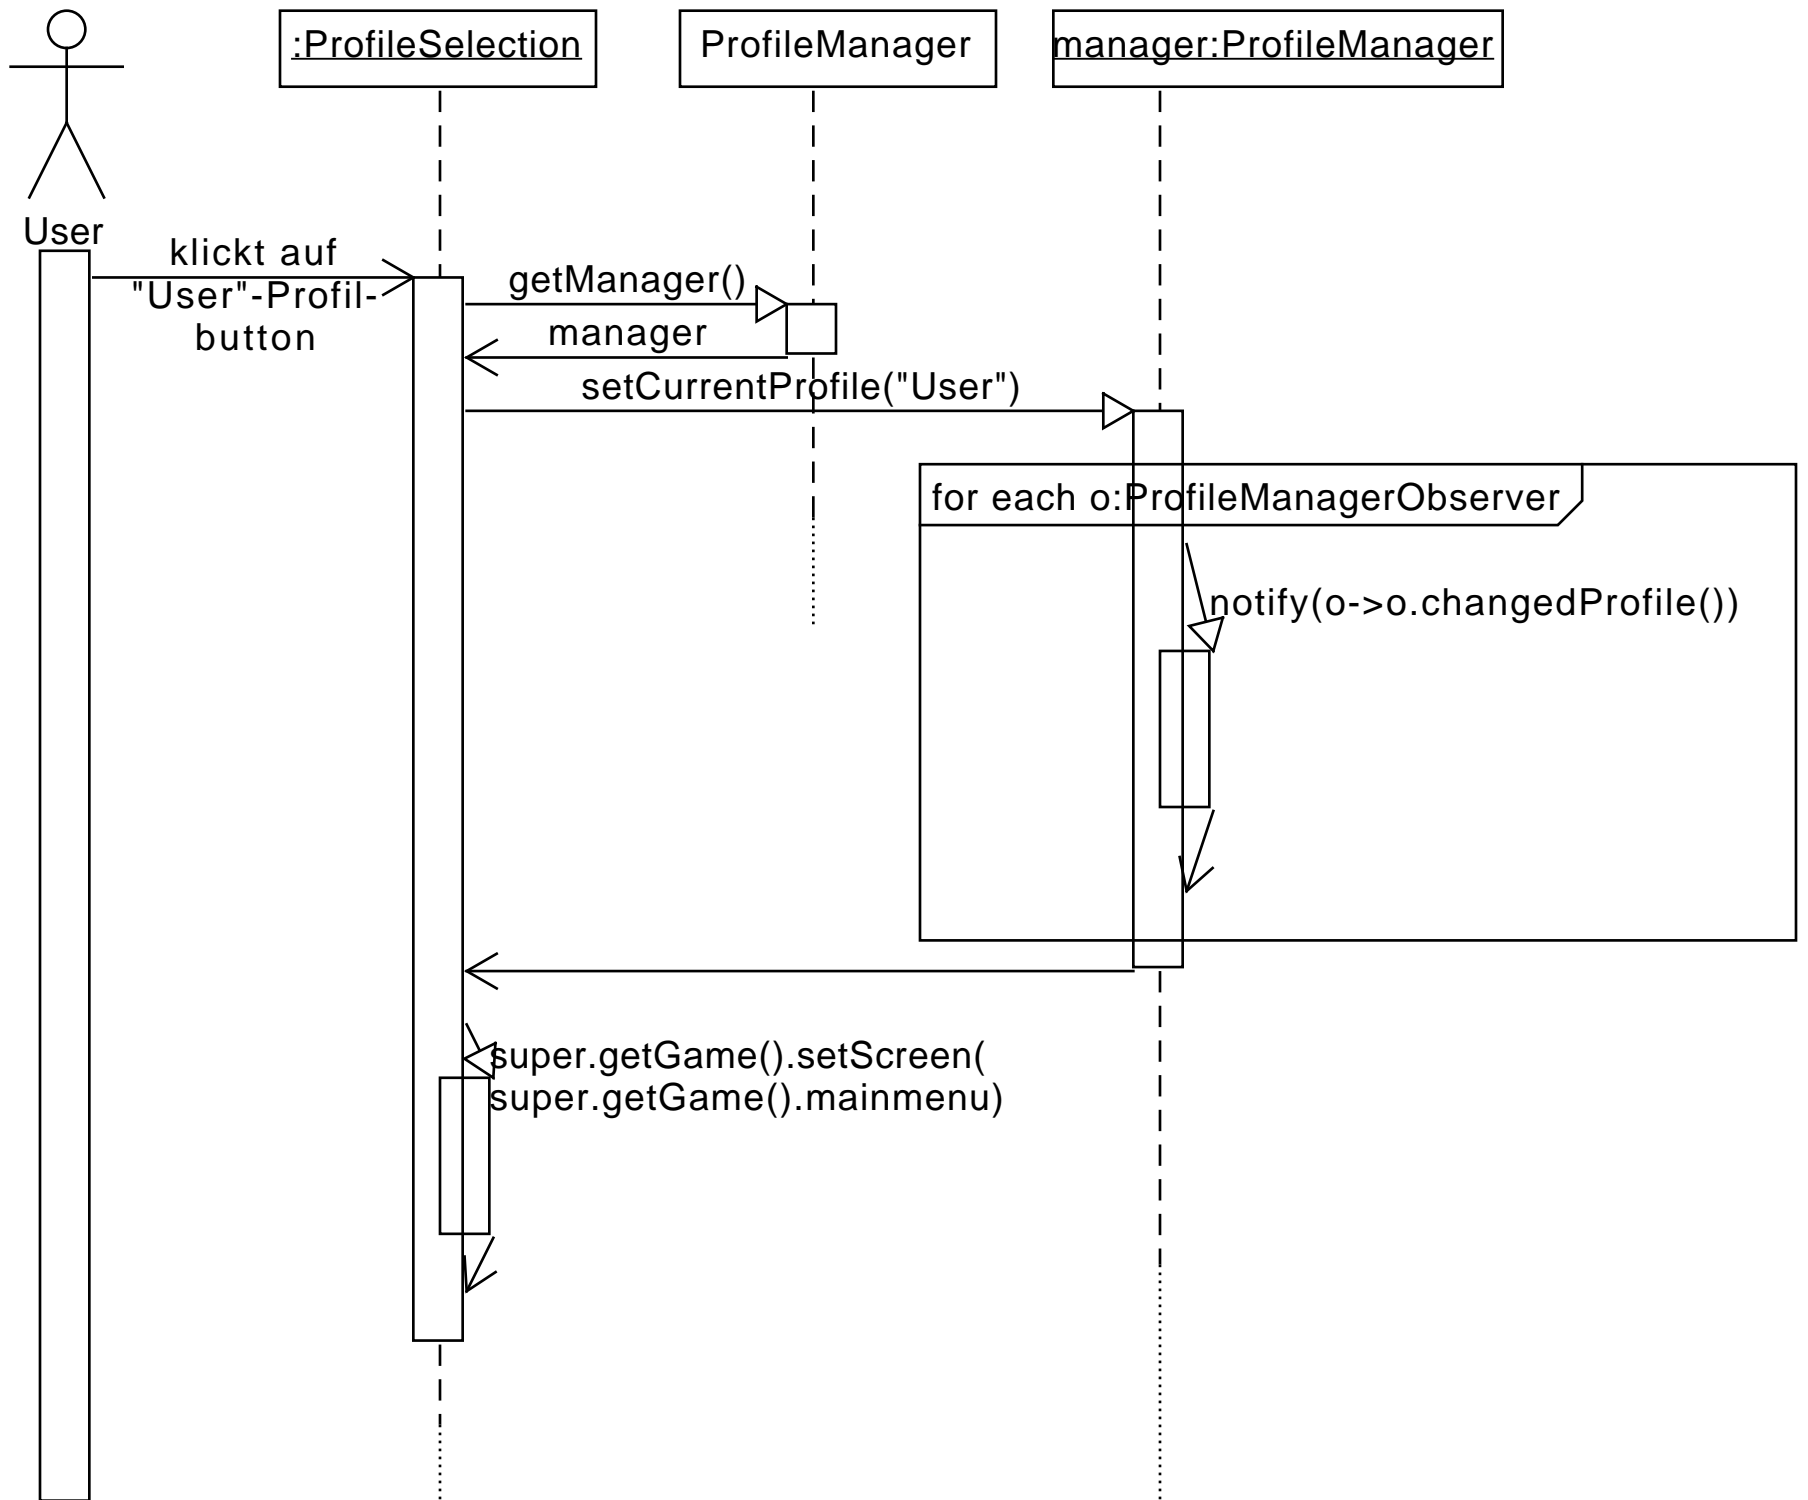 :ProfileSelection
ProfileManager
manager:ProfileManager
User
klickt auf
"User"-Profil-
button
getManager()
manager
setCurrentProfile("User")
for each o:ProfileManagerObserver
notify(o->o.changedProfile())
super.getGame().setScreen(
super.getGame().mainmenu)